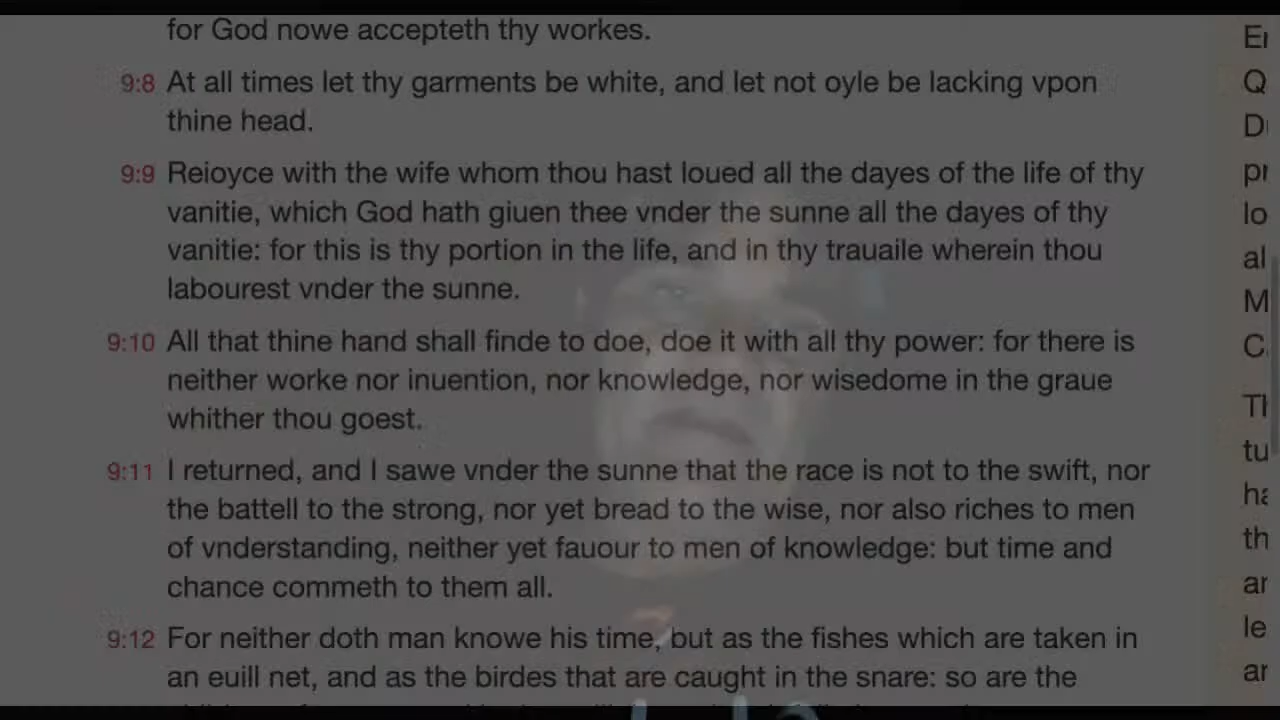 for God nowe accepteth thy workes.
9:8 At all times let thy garments be white, and let not oyle be lacking vpon
thine head.
9:9 Reioyce with the wife whom thou hast loued all the dayes of the life of thy
vanitie, which God hath giuen thee vnder the sunne all the dayes of thy
vanitie: for this is thy portion in the life, and in thy trauaile wherein thou
labourest vnder the sunne.
9:10 All that thine hand shall finde to doe, doe it with all thy power: for there is
neither worke nor inuention, nor knowledge, nor wisedome in the graue
whither thou goest.
9:11 I returned, and I sawe vnder the sunne that the race is not to the swift, nor
the battell to the strong, nor yet bread to the wise, nor also riches to men
of vnderstanding, neither yet fauour to men of knowledge: but time and
chance commeth to them all.
9:12 For neither doth man knowe his time, but as the fishes which are taken in
an euill net, and as the birdes that are caught in the snare: so are the